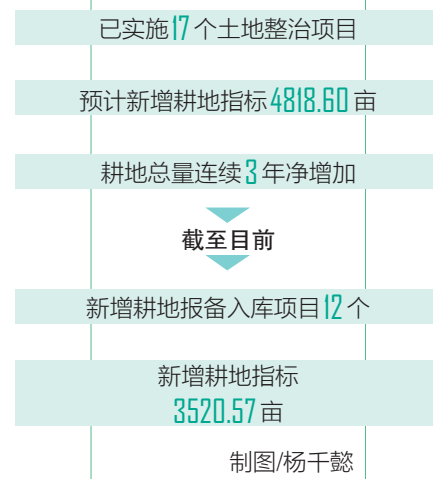 已实施17个土地整治项目
预计新增耕地指标4818.60亩
耕地总量连续3年净增加
截至目前
新增耕地报备入库项目12个
新增耕地指标
3520.57亩
制图/杨千懿